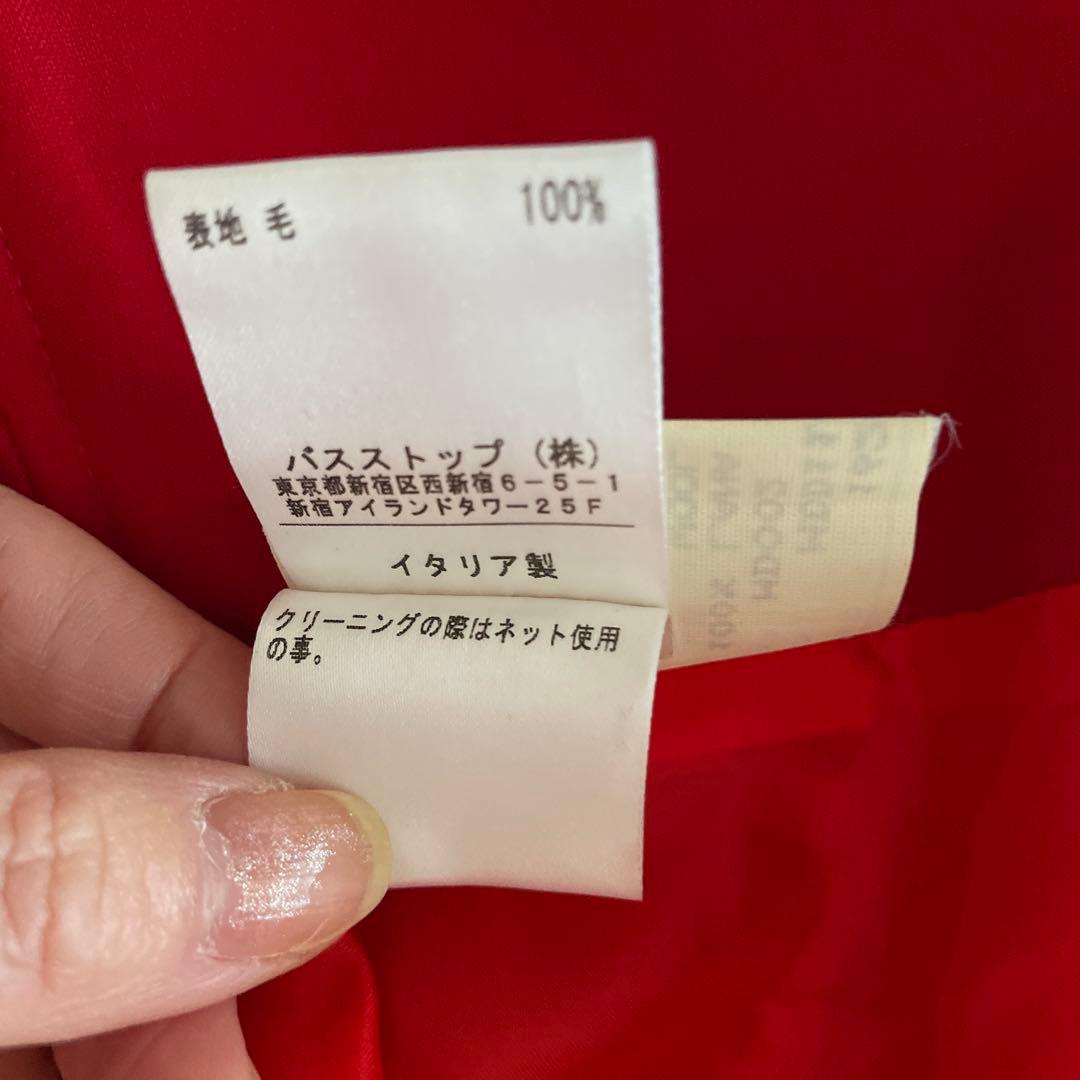 表地 毛 100%
バスストップ（株）
東京都新宿区西新宿6-5-1
新宿アイランドタワー25F
イタリア製
クリーニングの際はネット使用
の事。